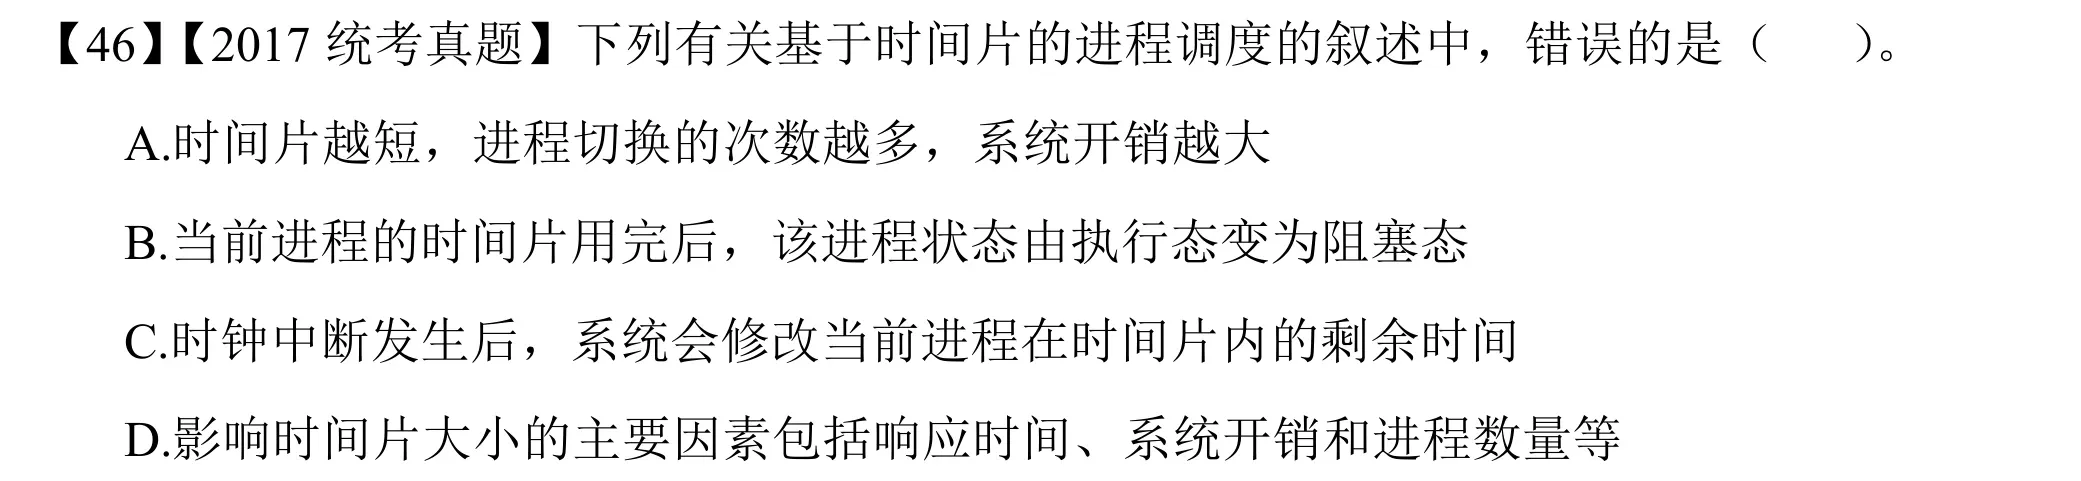 【46】【2017 统考真题】下列有关基于时间片的进程调度的叙述中，错误的是（　　）。
A.时间片越短，进程切换的次数越多，系统开销越大
B.当前进程的时间片用完后，该进程状态由执行态变为阻塞态
C.时钟中断发生后，系统会修改当前进程在时间片内的剩余时间
D.影响时间片大小的主要因素包括响应时间、系统开销和进程数量等